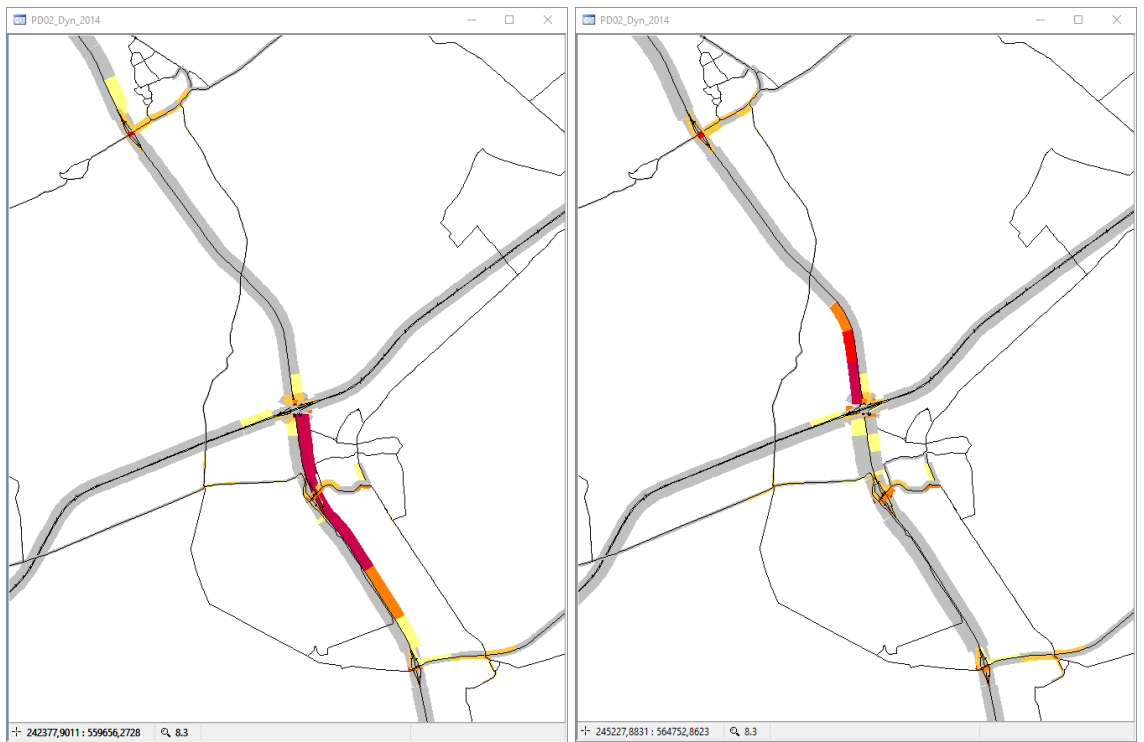 PD02_Dyn_2014
PD02_Dyn_2014
242377,9011 : 559656,2728 8.3
245227,8831 : 564752,8623 8.3